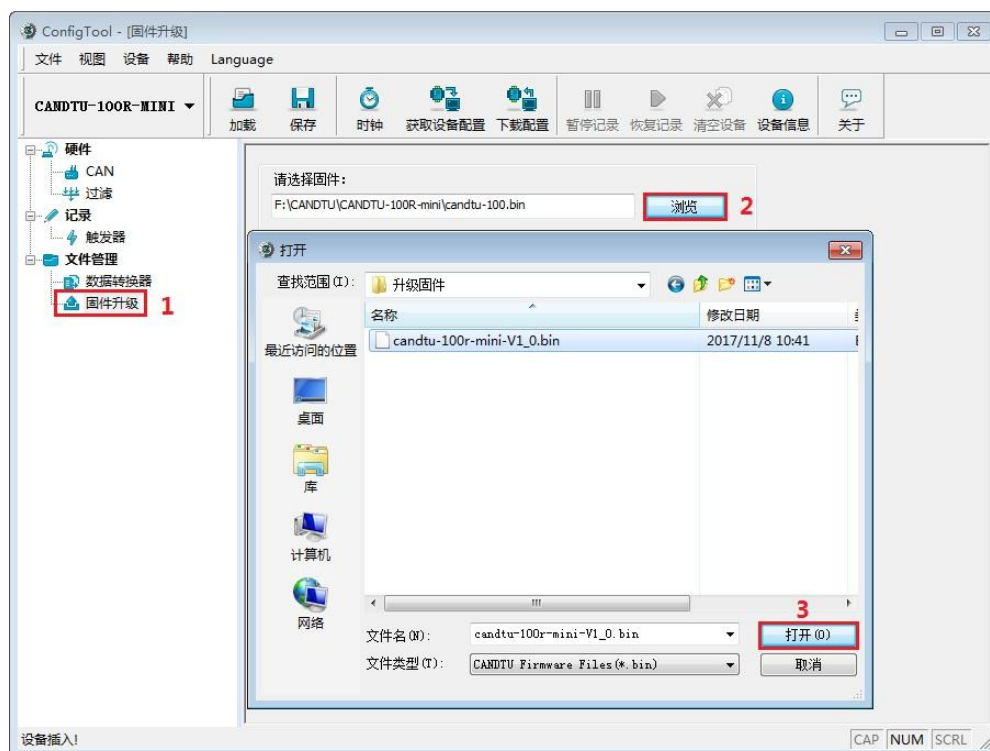 ConfigTool - [固件升级]
文件 视图 设备 帮助 Language
CANDTU-100R-MINI
加载 保存 时钟 获取设备配置 下载配置 暂停记录 恢复记录 清空设备 设备信息 关于
硬件
CAN
过滤
记录
触发器
文件管理
数据转换器
固件升级 1
请选择固件:
F:\CANDTU\CANDTU-100R-mini\candtu-100.bin 浏览 2
打开
查找范围(I): 升级固件
名称 修改日期
candtu-100r-mini-V1_0.bin 2017/11/8 10:41
最近访问的位置
桌面
库
计算机
网络
3
文件名(N): candtu-100r-mini-V1_0.bin 打开(O)
文件类型(T): CANDTU Firmware Files(*.bin) 取消
设备插入! CAP NUM SCRL